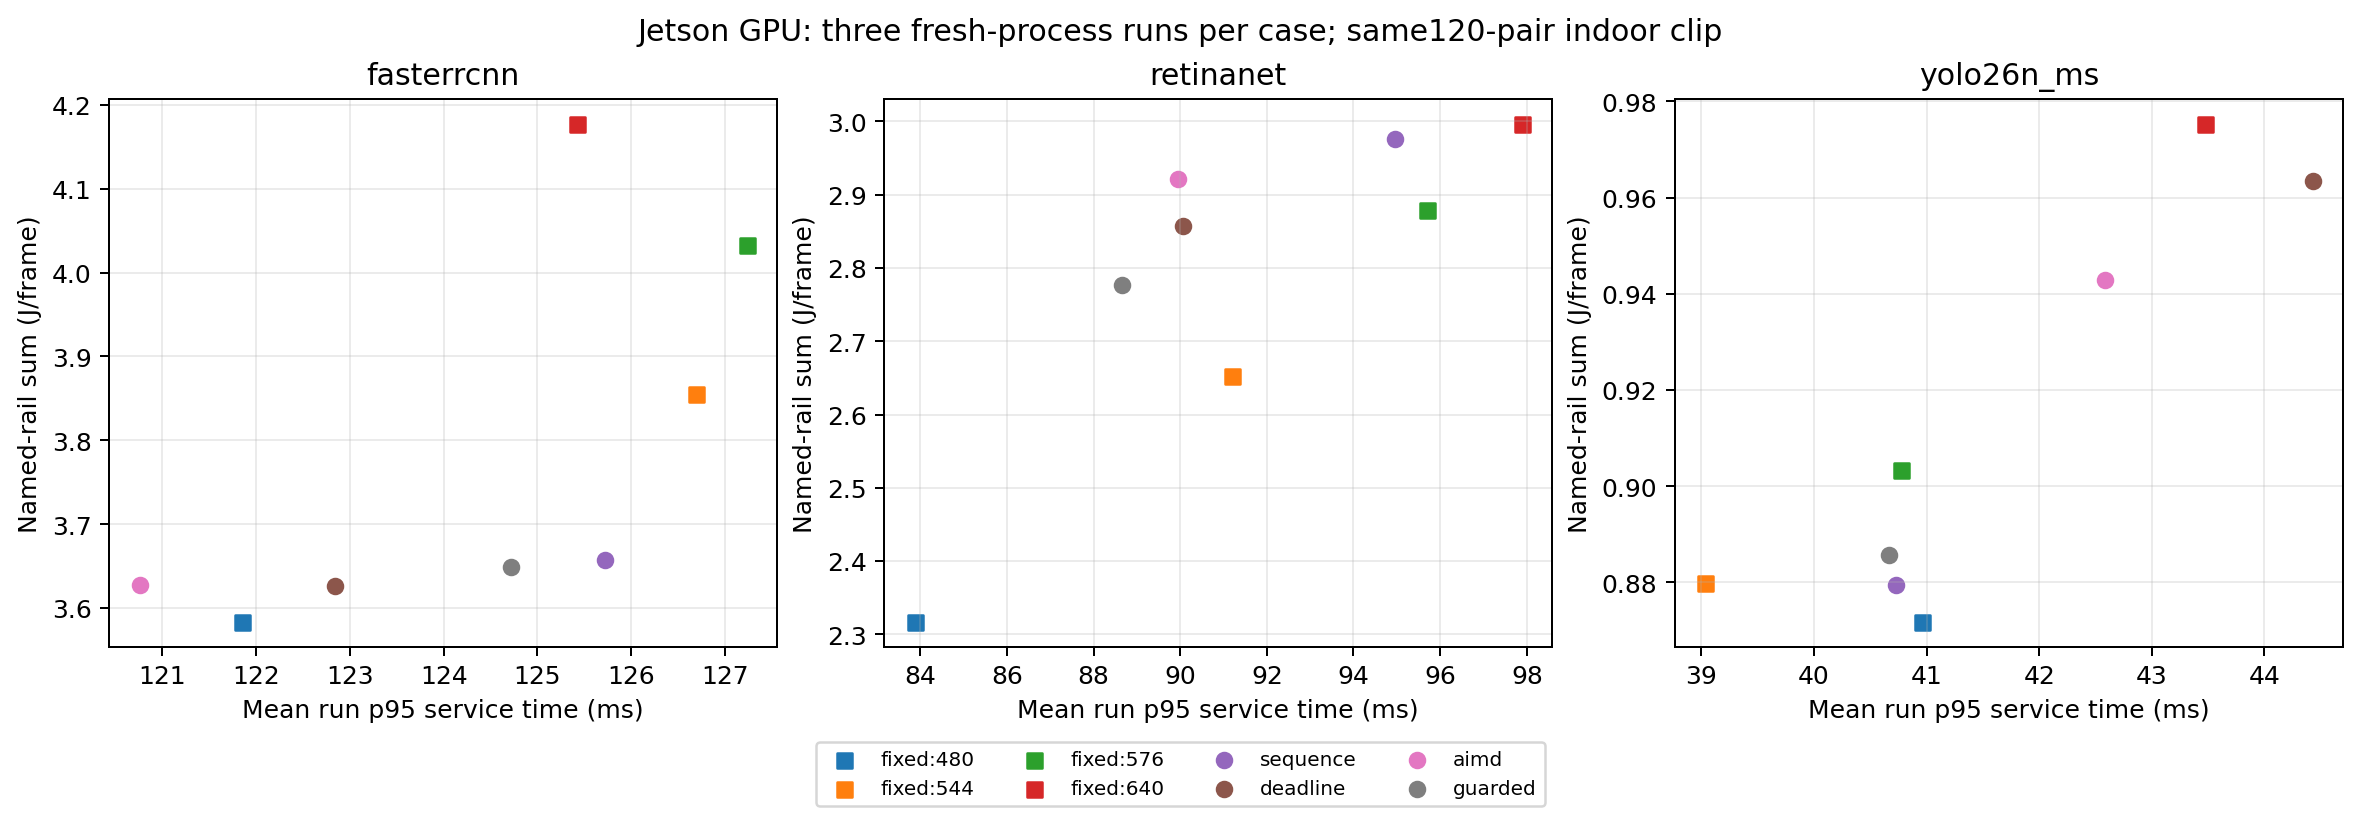 Jetson GPU: three fresh-process runs per case; same120-pair indoor clip
fasterrcnn
4.2
4.1
4.0
3.9
3.8
3.7
3.6
Named-rail sum (J/frame)
121 122 123 124 125 126 127
Mean run p95 service time (ms)
retinanet
3.0
2.9
2.8
2.7
2.6
2.5
2.4
2.3
Named-rail sum (J/frame)
84 86 88 90 92 94 96 98
Mean run p95 service time (ms)
yolo26n_ms
0.98
0.96
0.94
0.92
0.90
0.88
Named-rail sum (J/frame)
39 40 41 42 43 44
Mean run p95 service time (ms)
fixed:480 fixed:576 sequence aimd
fixed:544 fixed:640 deadline guarded